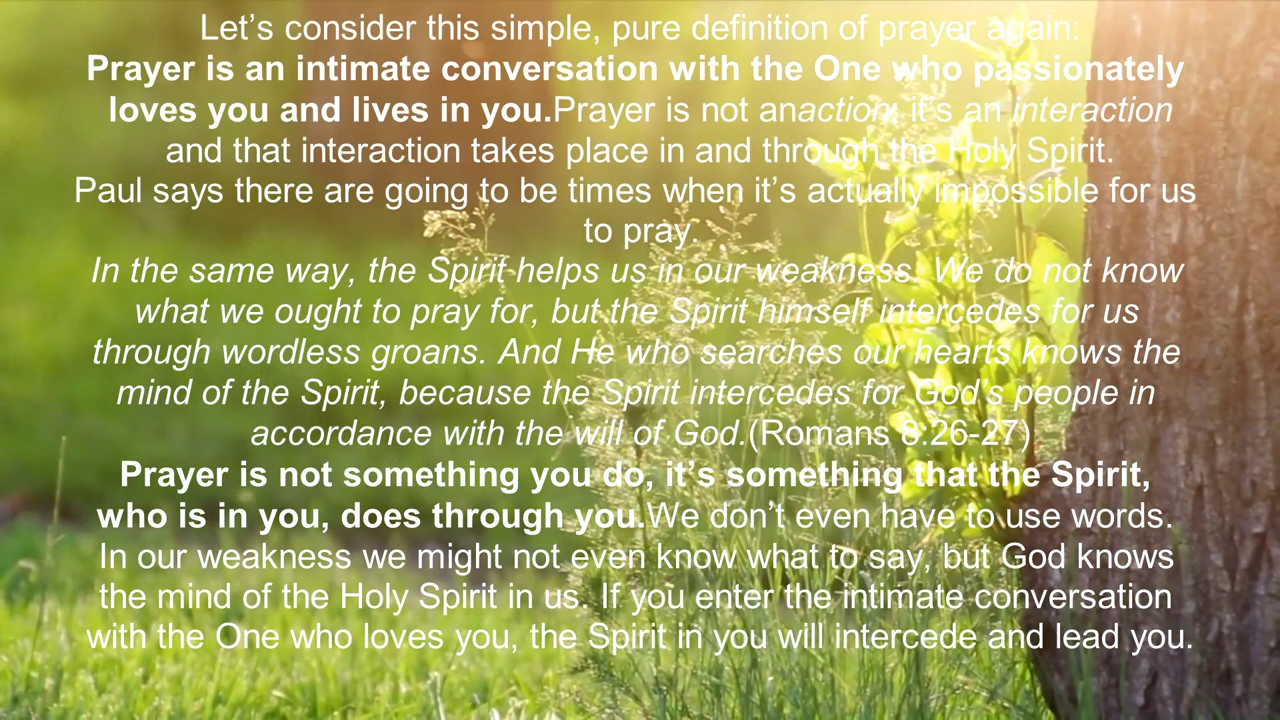 Let’s consider this simple, pure definition of prayer again:
Prayer is an intimate conversation with the One who passionately
loves you and lives in you.Prayer is not anaction, it’s an interaction
and that interaction takes place in and through the Holy Spirit.
Paul says there are going to be times when it’s actually impossible for us
to pray.
In the same way, the Spirit helps us in our weakness. We do not know
what we ought to pray for, but the Spirit himself intercedes for us
through wordless groans. And He who searches our hearts knows the
mind of the Spirit, because the Spirit intercedes for God’s people in
accordance with the will of God.(Romans 8:26-27)
Prayer is not something you do, it’s something that the Spirit,
who is in you, does through you.We don’t even have to use words.
In our weakness we might not even know what to say, but God knows
the mind of the Holy Spirit in us. If you enter the intimate conversation
with the One who loves you, the Spirit in you will intercede and lead you.